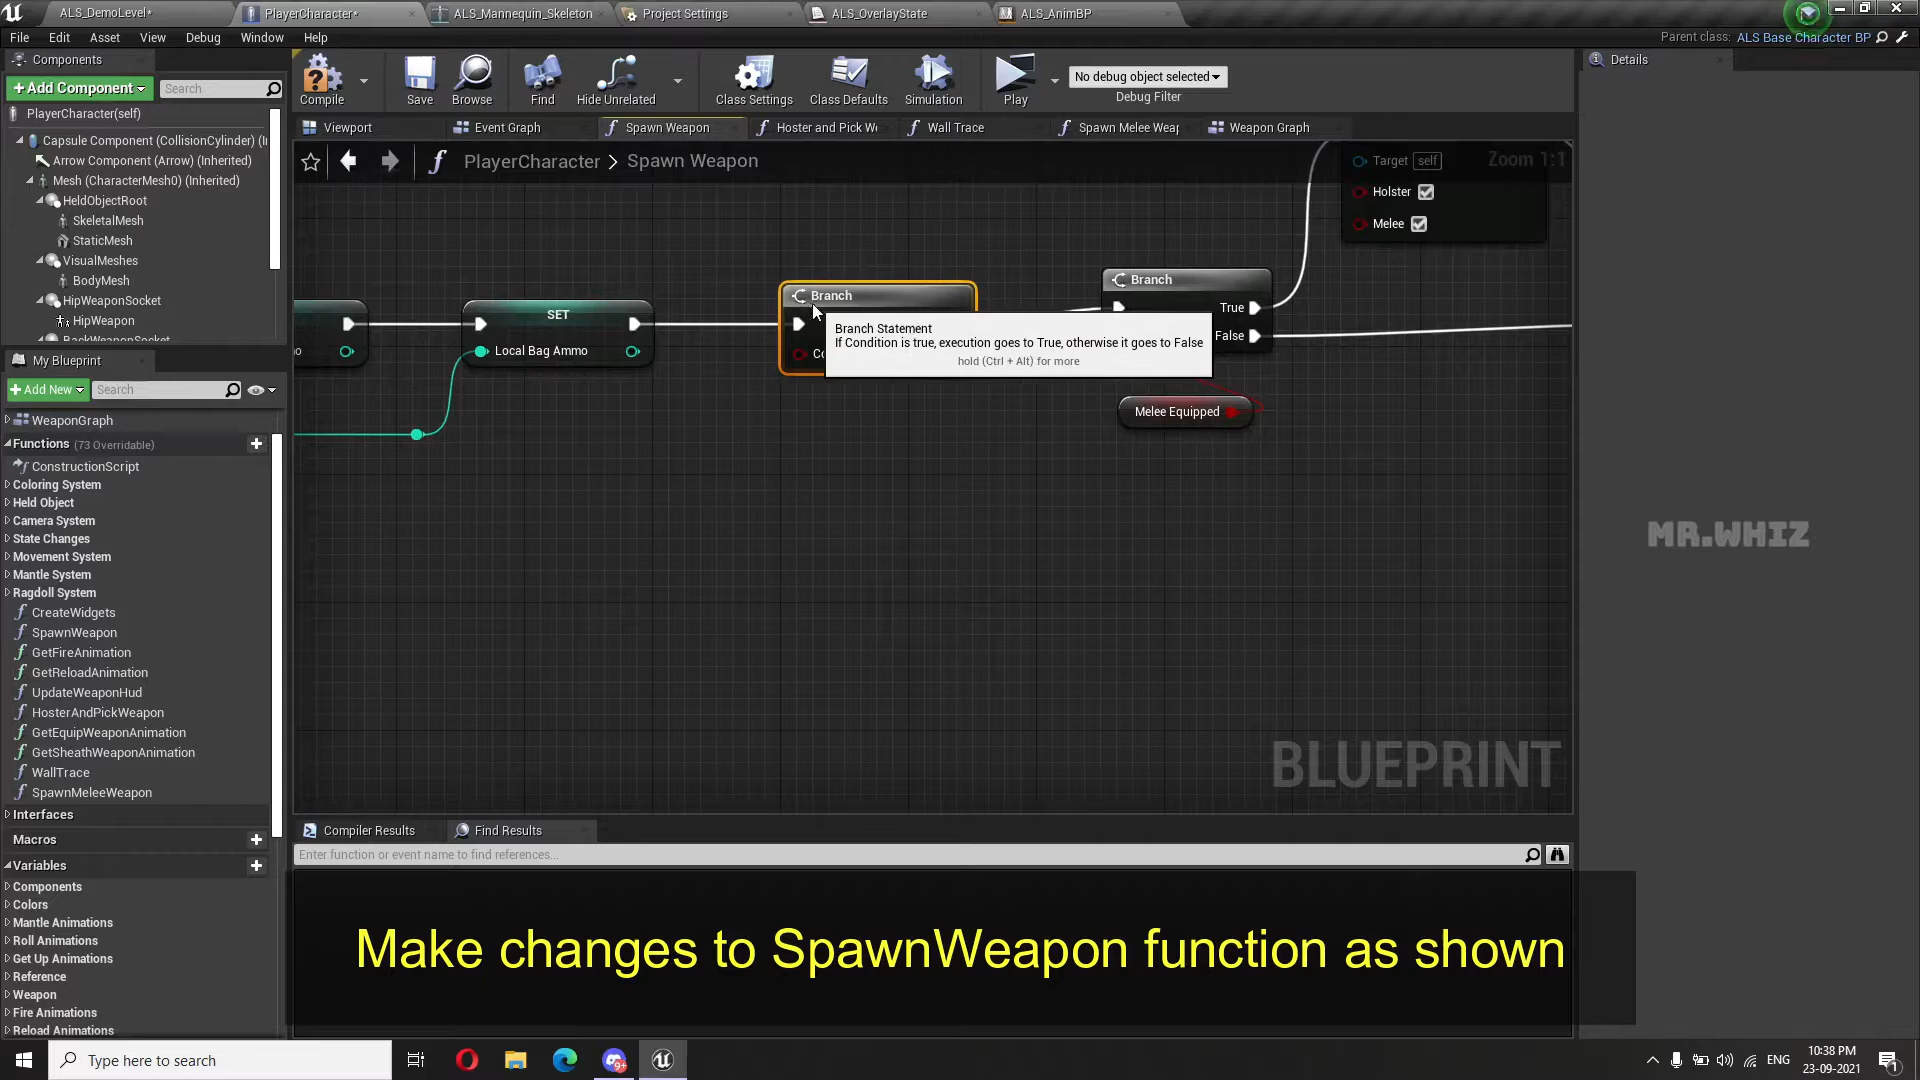 ALS_DemoLevel*
PlayerCharacter*
ALS_Mannequin_Skeleton
Project Settings
ALS_OverlayState
ALS_AnimBP
File
Edit
Asset
View
Debug
Window
Help
Parent class: ALS Base Character BP
Components
+Add Component
Search
PlayerCharacter(self)
Capsule Component (CollisionCylinder) (I
Arrow Component (Arrow) (Inherited)
Mesh (CharacterMesh0) (Inherited)
HeldObjectRoot
SkeletalMesh
StaticMesh
VisualMeshes
BodyMesh
HipWeaponSocket
HipWeapon
BackWeaponSocket
Compile
Save
Browse
Find
Hide Unrelated
Class Settings
Class Defaults
Simulation
Play
No debug object selected
Debug Filter
Details
Viewport
Event Graph
Spawn Weapon
Hoster and Pick We
Wall Trace
Spawn Melee Weap
Weapon Graph
PlayerCharacter > Spawn Weapon
Zoom 1:1
Target self
Holster
Melee
SET
Local Bag Ammo
Branch
Co
Branch
True
False
Branch Statement
If Condition is true, execution goes to True, otherwise it goes to False
hold (Ctrl + Alt) for more
Melee Equipped
MR.WHIZ
BLUEPRINT
My Blueprint
+Add New
Search
WeaponGraph
Functions (73 Overridable)
ConstructionScript
Coloring System
Held Object
Camera System
State Changes
Movement System
Mantle System
Ragdoll System
CreateWidgets
SpawnWeapon
GetFireAnimation
GetReloadAnimation
UpdateWeaponHud
HosterAndPickWeapon
GetEquipWeaponAnimation
GetSheathWeaponAnimation
WallTrace
SpawnMeleeWeapon
Interfaces
Macros
Variables
Components
Colors
Mantle Animations
Roll Animations
Get Up Animations
Reference
Weapon
Fire Animations
Reload Animations
Compiler Results
Find Results
Enter function or event name to find references...
Make changes to SpawnWeapon function as shown
Type here to search
9+
ENG
10:38 PM
23-09-2021
1